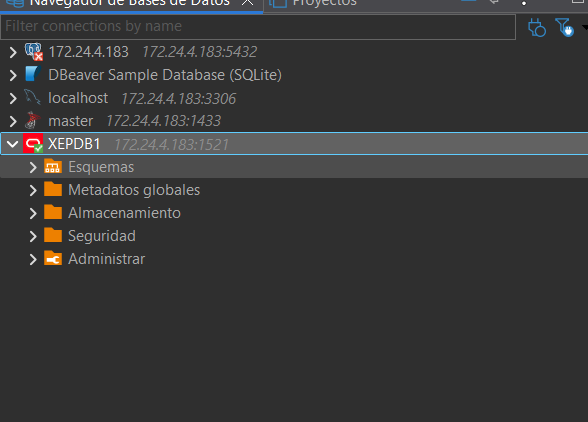 Navegador de Bases de Datos
Proyectos
Filter connections by name
172.24.4.183 172.24.4.183:5432
DBeaver Sample Database (SQLite)
localhost 172.24.4.183:3306
master 172.24.4.183:1433
XEPDB1 172.24.4.183:1521
Esquemas
Metadatos globales
Almacenamiento
Seguridad
Administrar